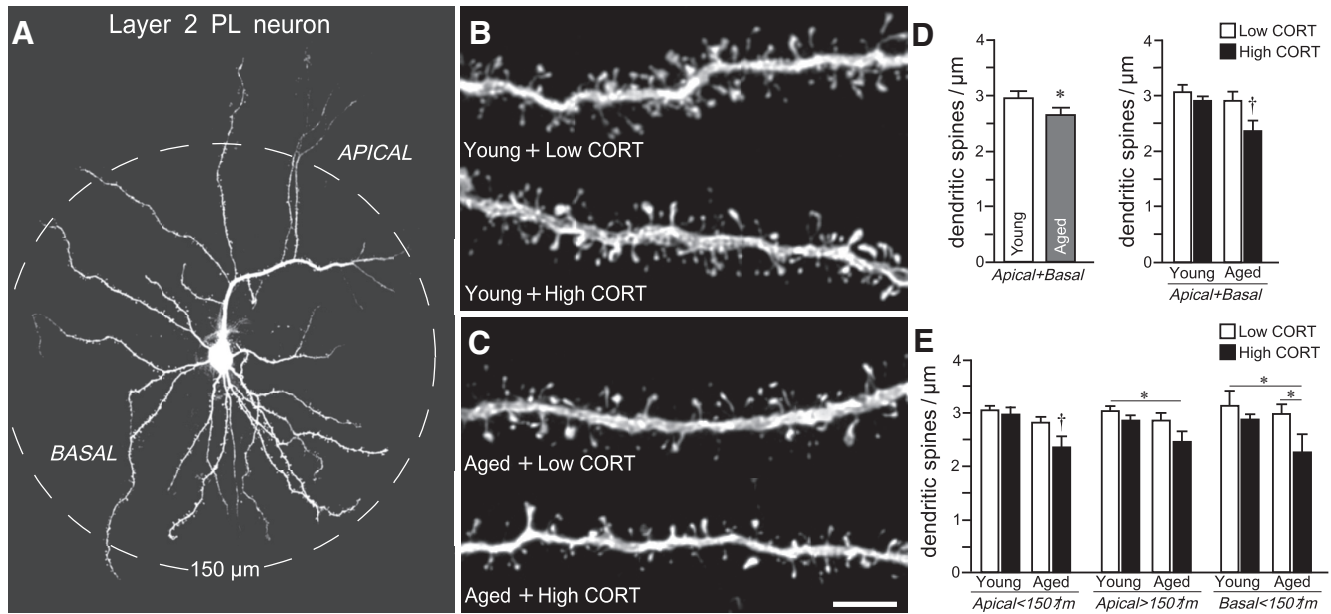 A
Layer 2 PL neuron
APICAL
BASAL
150 µm
B
Young + Low CORT
Young + High CORT
C
Aged + Low CORT
Aged + High CORT
D
dendritic spines / µm
4
3
2
1
0
Young
Aged
*
Apical+Basal
Low CORT
High CORT
dendritic spines / µm
4
3
2
1
0
†
Young Aged
Apical+Basal
E
Low CORT
High CORT
dendritic spines / µm
4
3
2
1
0
†
*
*
*
Young Aged Young Aged Young Aged
Apical<150 Apical>150 Basal<150